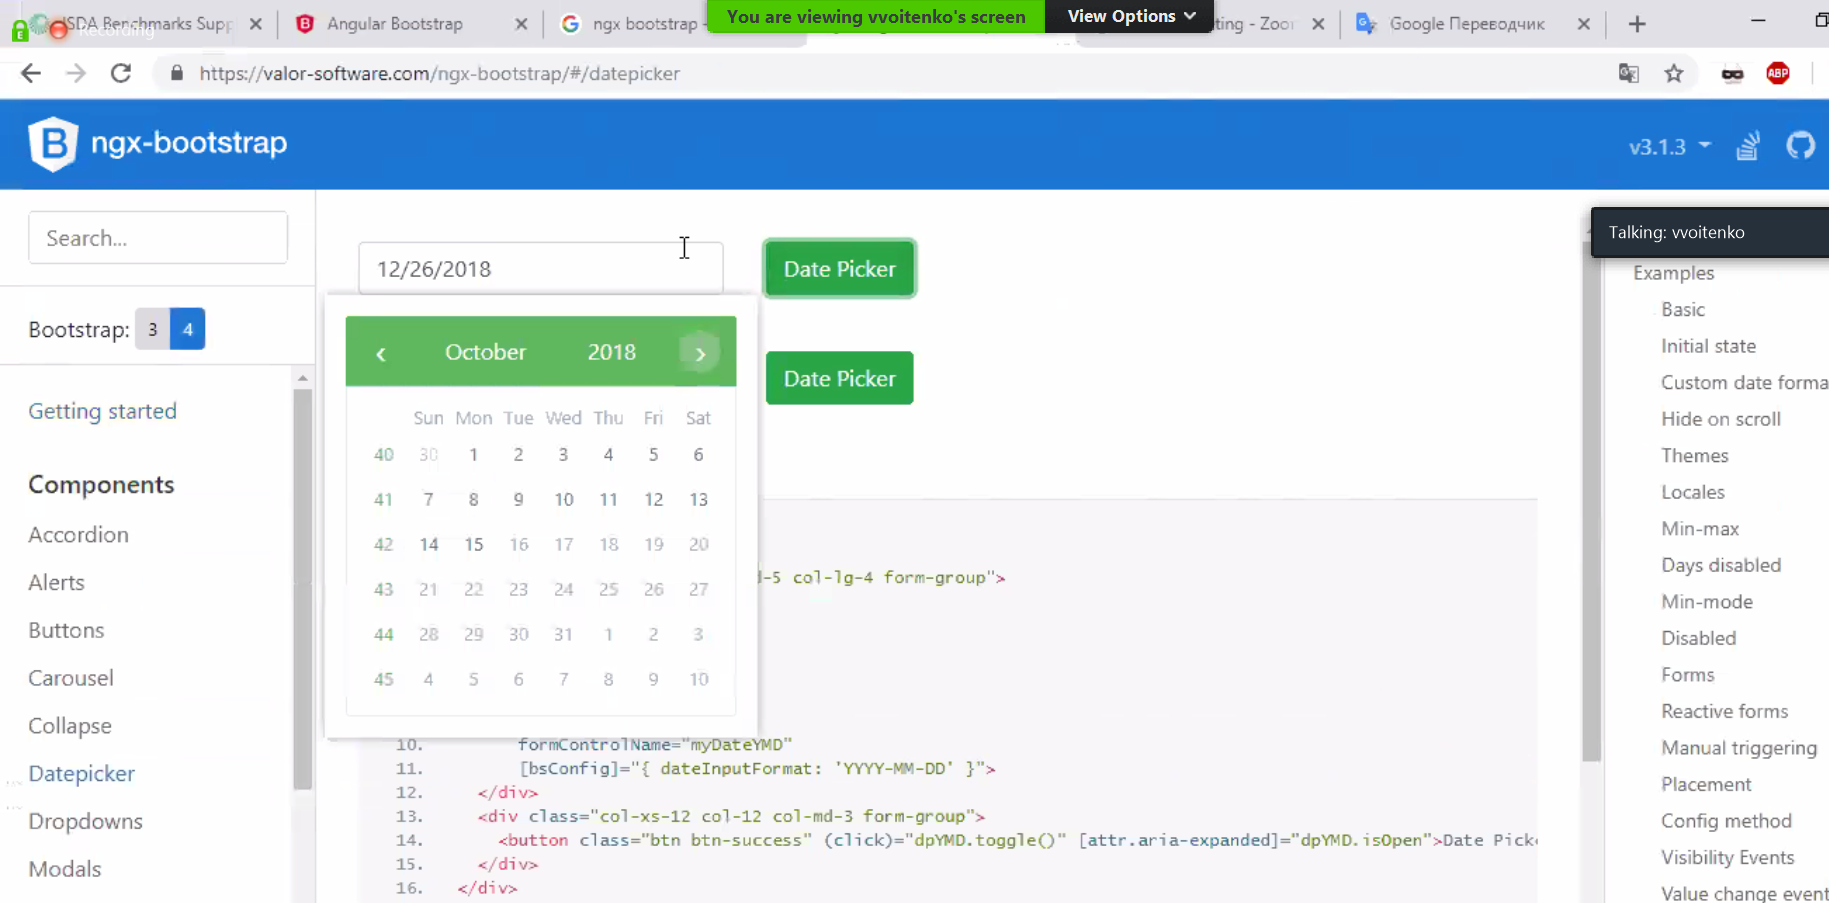 You are viewing vvoitenko's screen
View Options
Recording
ISDA Benchmarks Supp
Angular Bootstrap
ngx bootstrap -
ting - Zoom
Google Переводчик
https://valor-software.com/ngx-bootstrap/#/datepicker
ABP
B ngx-bootstrap
v3.1.3
Search...
Bootstrap: 3 4
Getting started
Components
Accordion
Alerts
Buttons
Carousel
Collapse
Datepicker
Dropdowns
Modals
12/26/2018
Date Picker
Date Picker
‹ October 2018 ›
Sun Mon Tue Wed Thu Fri Sat
40 30 1 2 3 4 5 6
41 7 8 9 10 11 12 13
42 14 15 16 17 18 19 20
43 21 22 23 24 25 26 27
44 28 29 30 31 1 2 3
45 4 5 6 7 8 9 10
-5 col-lg-4 form-group">
10. formControlName="myDateYMD"
11. [bsConfig]="{ dateInputFormat: 'YYYY-MM-DD' }">
12. </div>
13. <div class="col-xs-12 col-12 col-md-3 form-group">
14. <button class="btn btn-success" (click)="dpYMD.toggle()" [attr.aria-expanded]="dpYMD.isOpen">Date Pick
15. </div>
16. </div>
Talking: vvoitenko
Examples
Basic
Initial state
Custom date forma
Hide on scroll
Themes
Locales
Min-max
Days disabled
Min-mode
Disabled
Forms
Reactive forms
Manual triggering
Placement
Config method
Visibility Events
Value change event